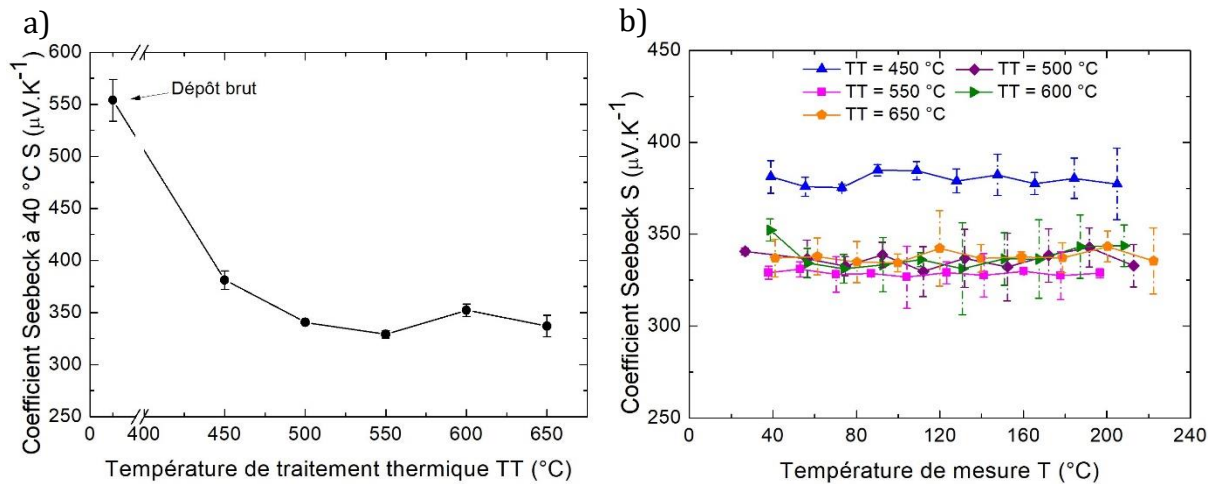 a)
Coefficient Seebeck à 40 °C S (µV.K⁻¹)
600
550
500
450
400
350
300
250
Dépôt brut
0 400 450 500 550 600 650
Température de traitement thermique TT (°C)
b)
Coefficient Seebeck S (µV.K⁻¹)
450
400
350
300
250
TT = 450 °C TT = 500 °C
TT = 550 °C TT = 600 °C
TT = 650 °C
0 40 80 120 160 200 240
Température de mesure T (°C)